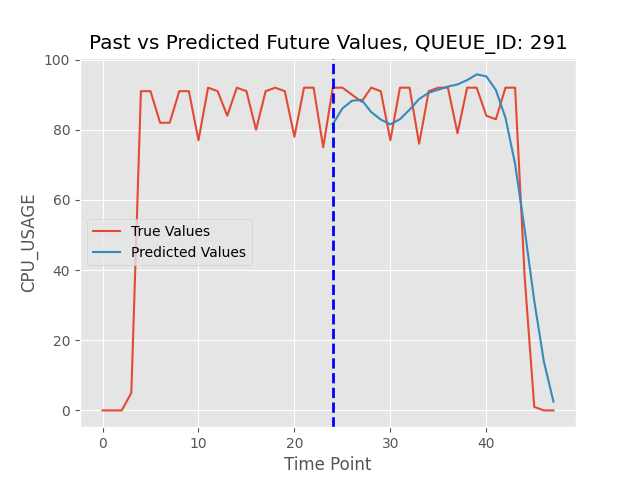 Past vs Predicted Future Values, QUEUE_ID: 291
100
80
60
40
20
0
CPU_USAGE
True Values
Predicted Values
0 10 20 30 40
Time Point